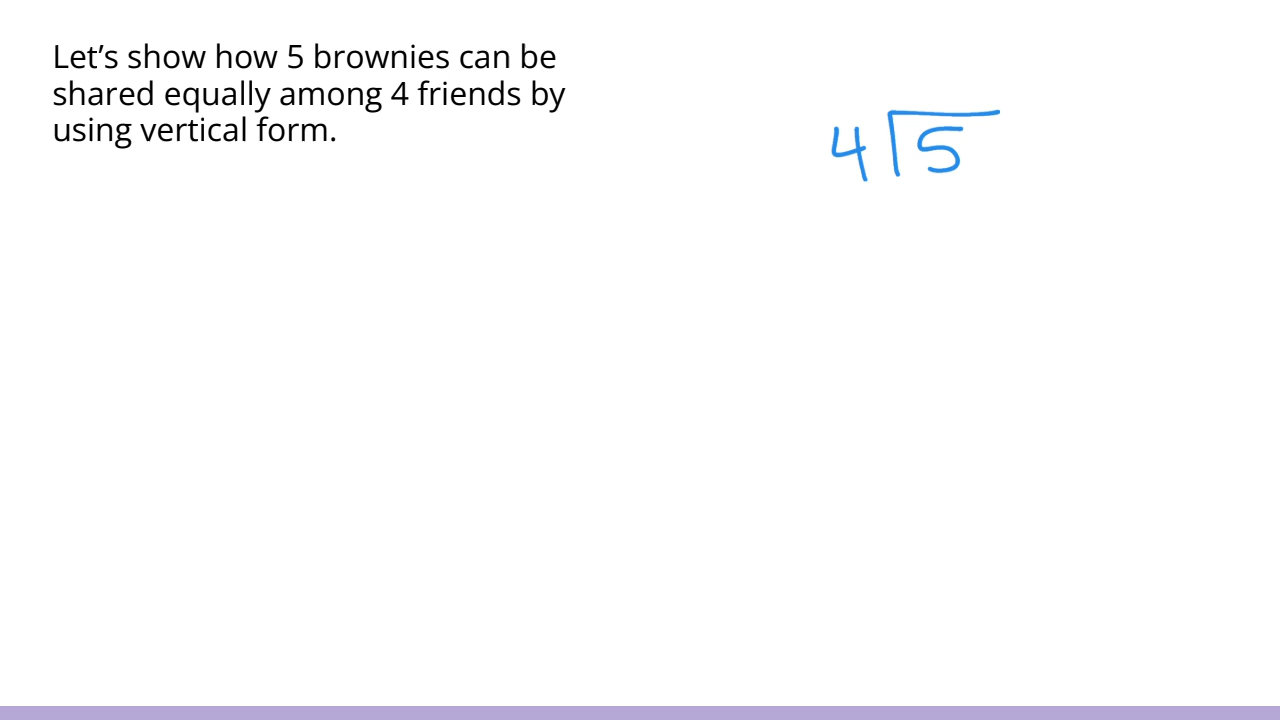 Let’s show how 5 brownies can be
shared equally among 4 friends by
using vertical form.
4 5